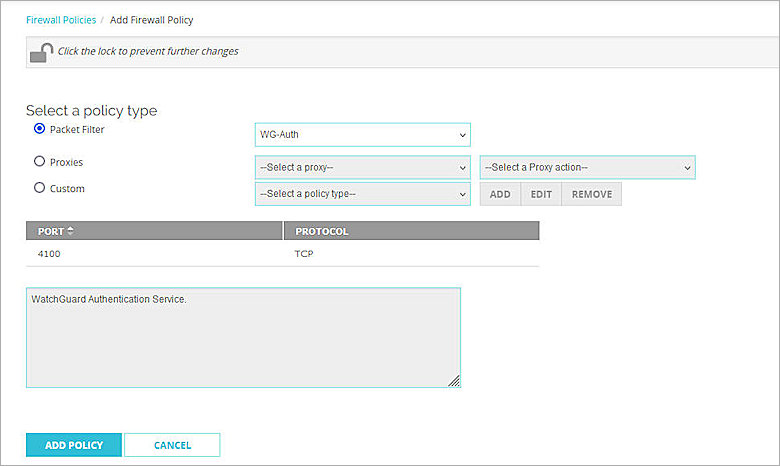 Firewall Policies / Add Firewall Policy
Click the lock to prevent further changes
Select a policy type
Packet Filter WG-Auth
Proxies --Select a proxy-- --Select a Proxy action--
Custom --Select a policy type-- ADD EDIT REMOVE
PORT PROTOCOL
4100 TCP
WatchGuard Authentication Service.
ADD POLICY CANCEL